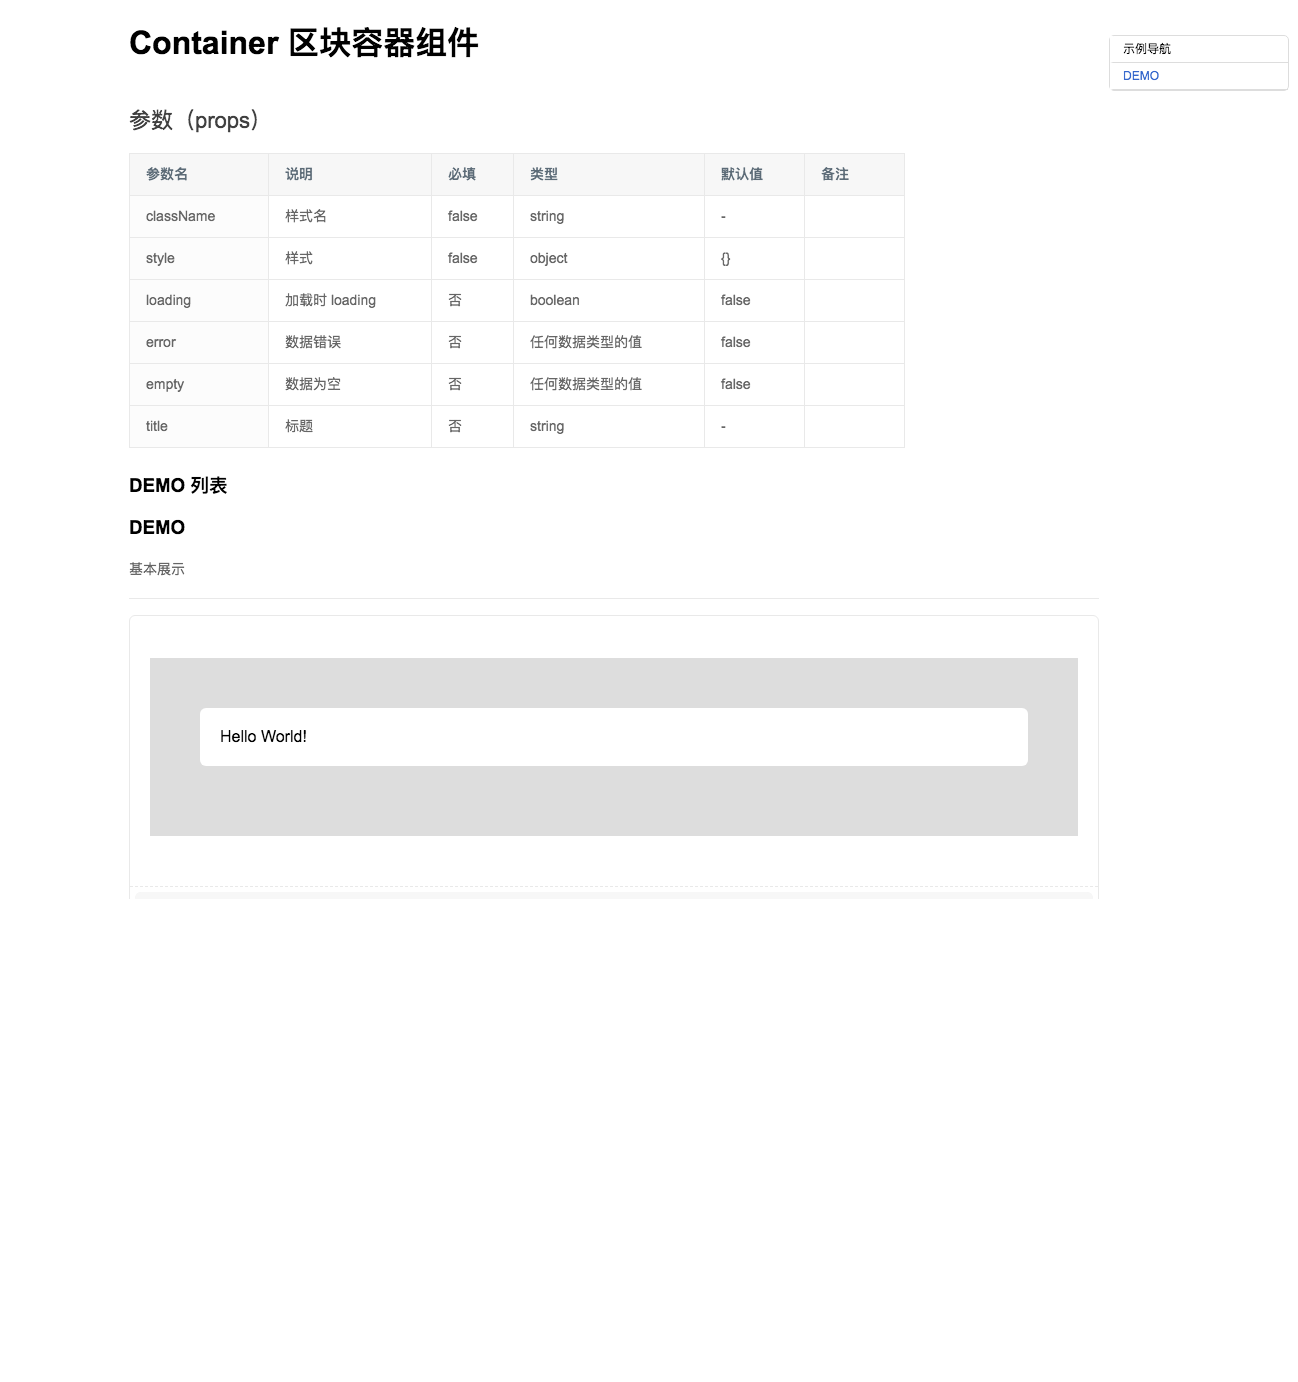 Container 区块容器组件
示例导航
DEMO
参数（props）
参数名 说明 必填 类型 默认值 备注
className 样式名 false string -
style 样式 false object {}
loading 加载时 loading 否 boolean false
error 数据错误 否 任何数据类型的值 false
empty 数据为空 否 任何数据类型的值 false
title 标题 否 string -
DEMO 列表
DEMO
基本展示
Hello World!